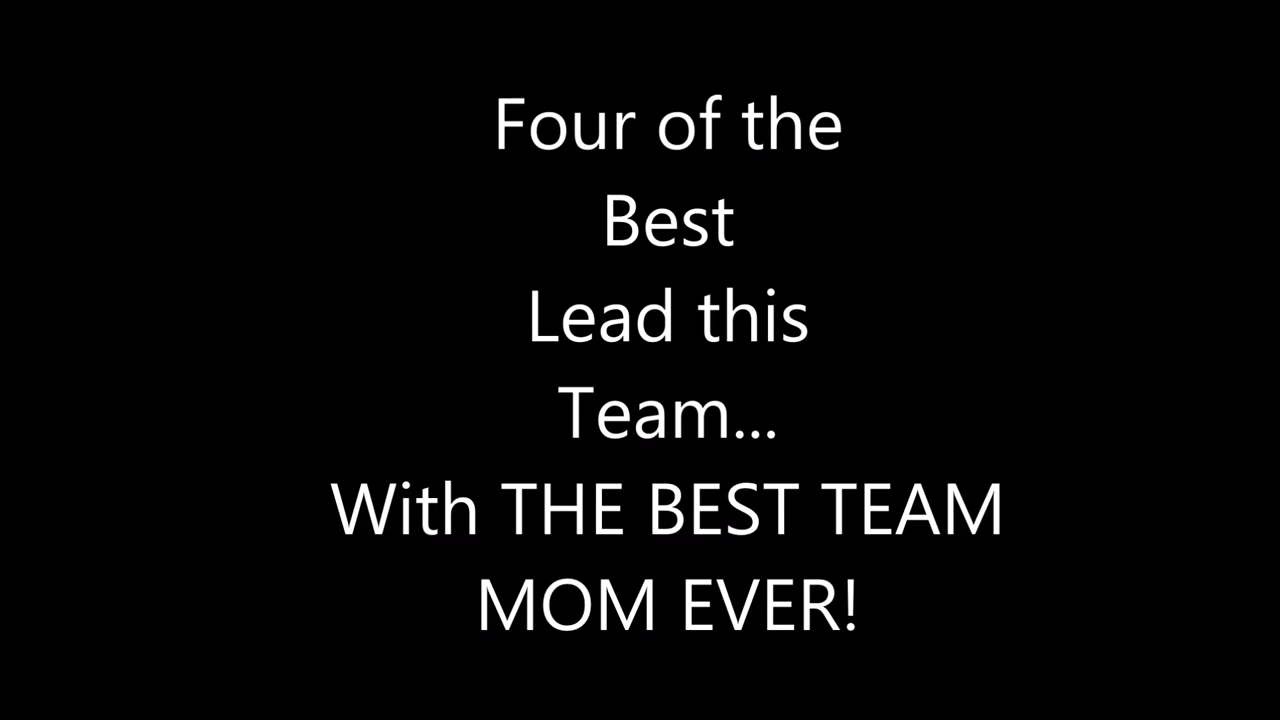 Four of the
Best
Lead this
Team...
With THE BEST TEAM
MOM EVER!